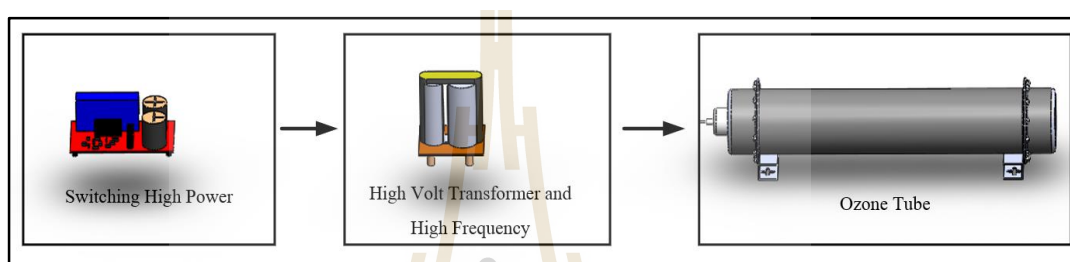 Switching High Power
High Volt Transformer and
High Frequency
Ozone Tube